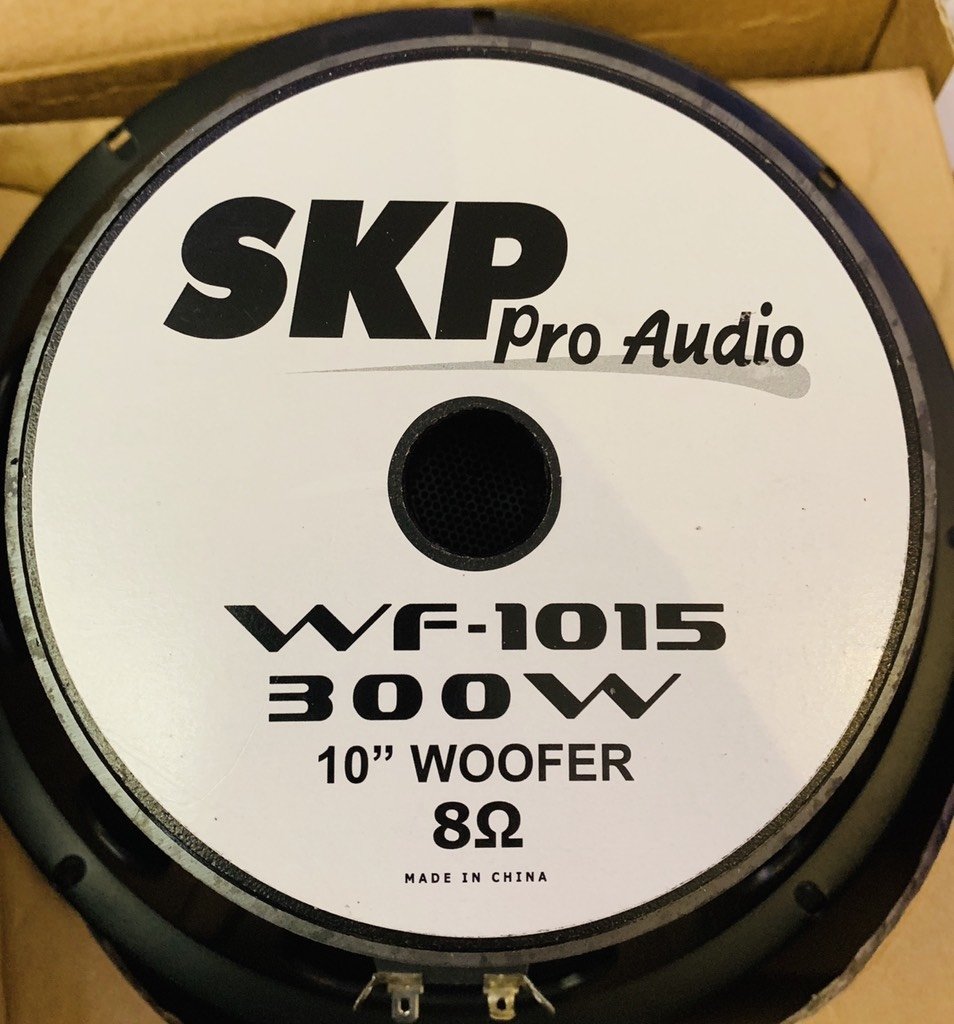 SKP
Pro Audio
WF-1015
300W
10” WOOFER
8Ω
MADE IN CHINA